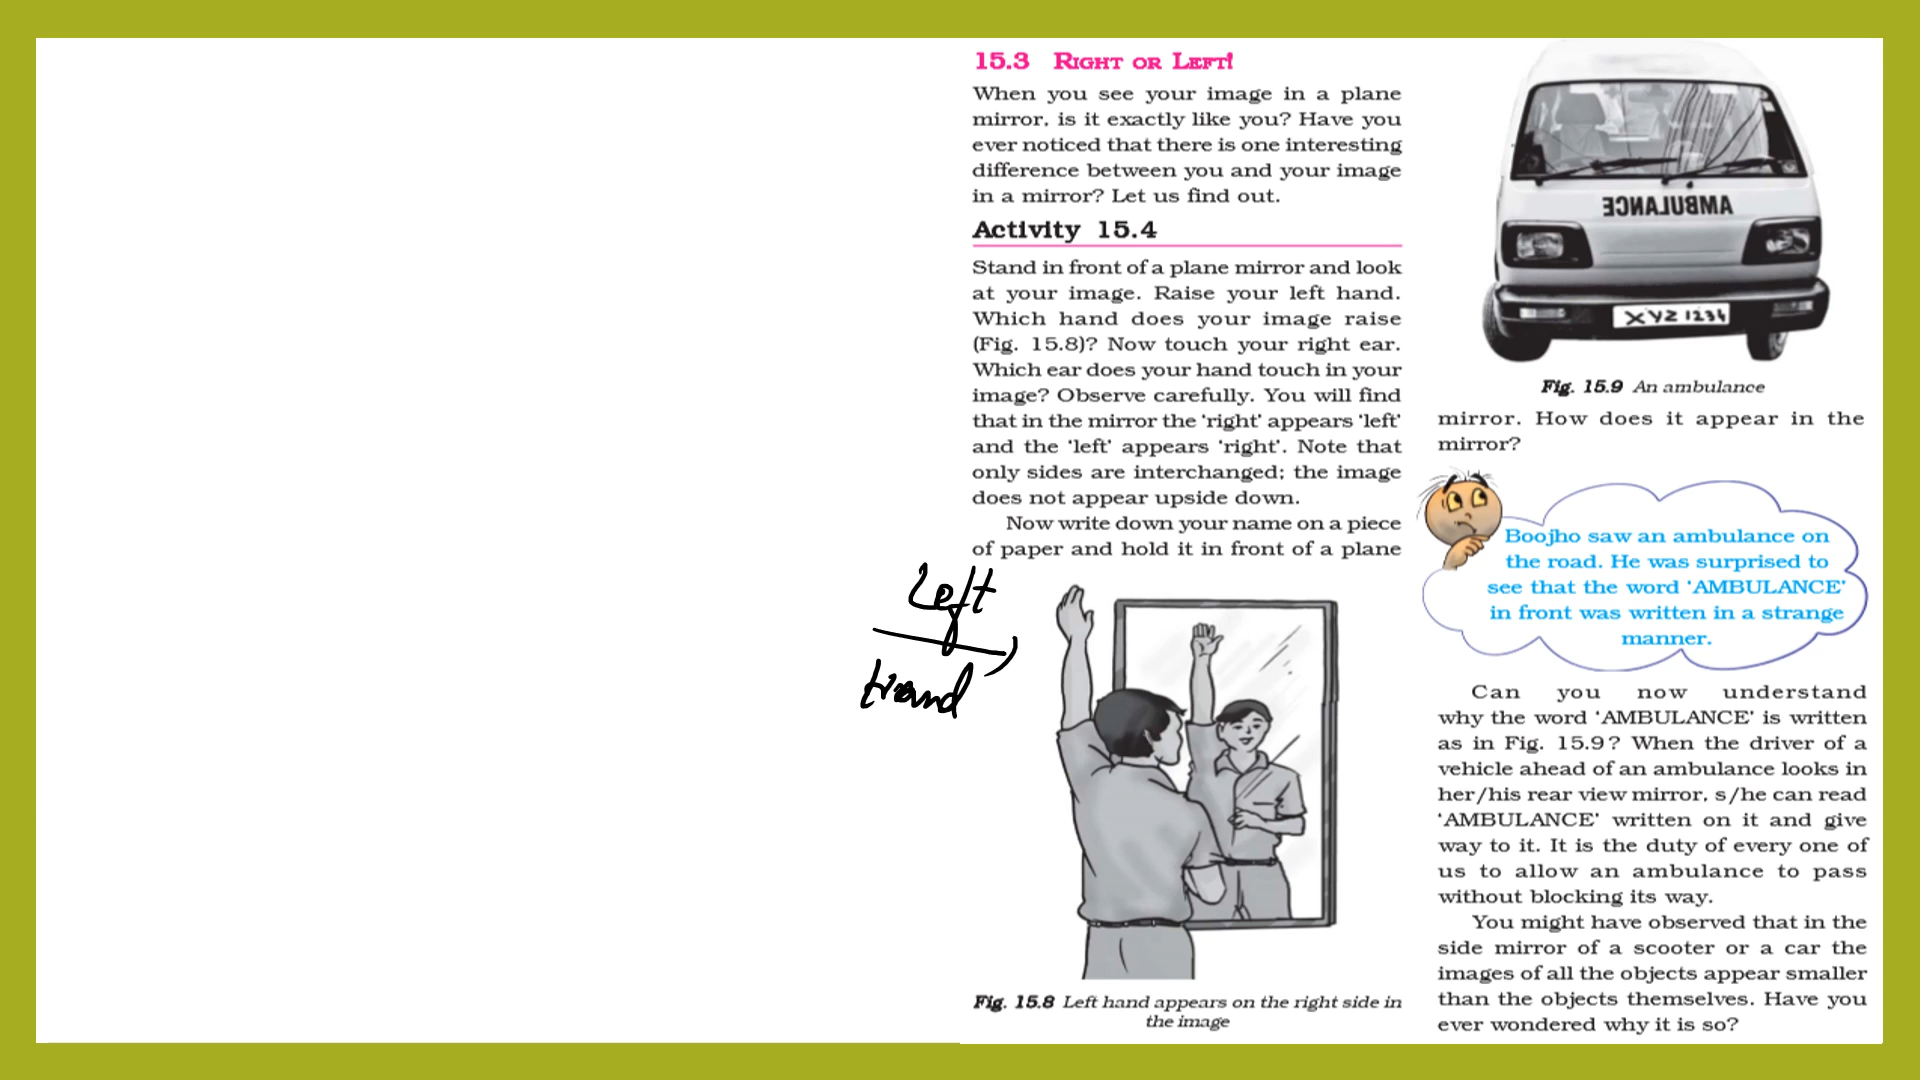 15.3 RIGHT OR LEFT!
When you see your image in a plane
mirror, is it exactly like you? Have you
ever noticed that there is one interesting
difference between you and your image
in a mirror? Let us find out.
Activity 15.4
Stand in front of a plane mirror and look
at your image. Raise your left hand.
Which hand does your image raise
(Fig. 15.8)? Now touch your right ear.
Which ear does your hand touch in your
image? Observe carefully. You will find
that in the mirror the 'right' appears 'left'
and the 'left' appears 'right'. Note that
only sides are interchanged; the image
does not appear upside down.
Now write down your name on a piece
of paper and hold it in front of a plane
Left
Hand
Fig. 15.8 Left hand appears on the right side in
the image
AMBULANCE
XYZ 1234
Fig. 15.9 An ambulance
mirror. How does it appear in the
mirror?
Boojho saw an ambulance on
the road. He was surprised to
see that the word 'AMBULANCE'
in front was written in a strange
manner.
Can you now understand
why the word 'AMBULANCE' is written
as in Fig. 15.9? When the driver of a
vehicle ahead of an ambulance looks in
her/his rear view mirror, s/he can read
'AMBULANCE' written on it and give
way to it. It is the duty of every one of
us to allow an ambulance to pass
without blocking its way.
You might have observed that in the
side mirror of a scooter or a car the
images of all the objects appear smaller
than the objects themselves. Have you
ever wondered why it is so?